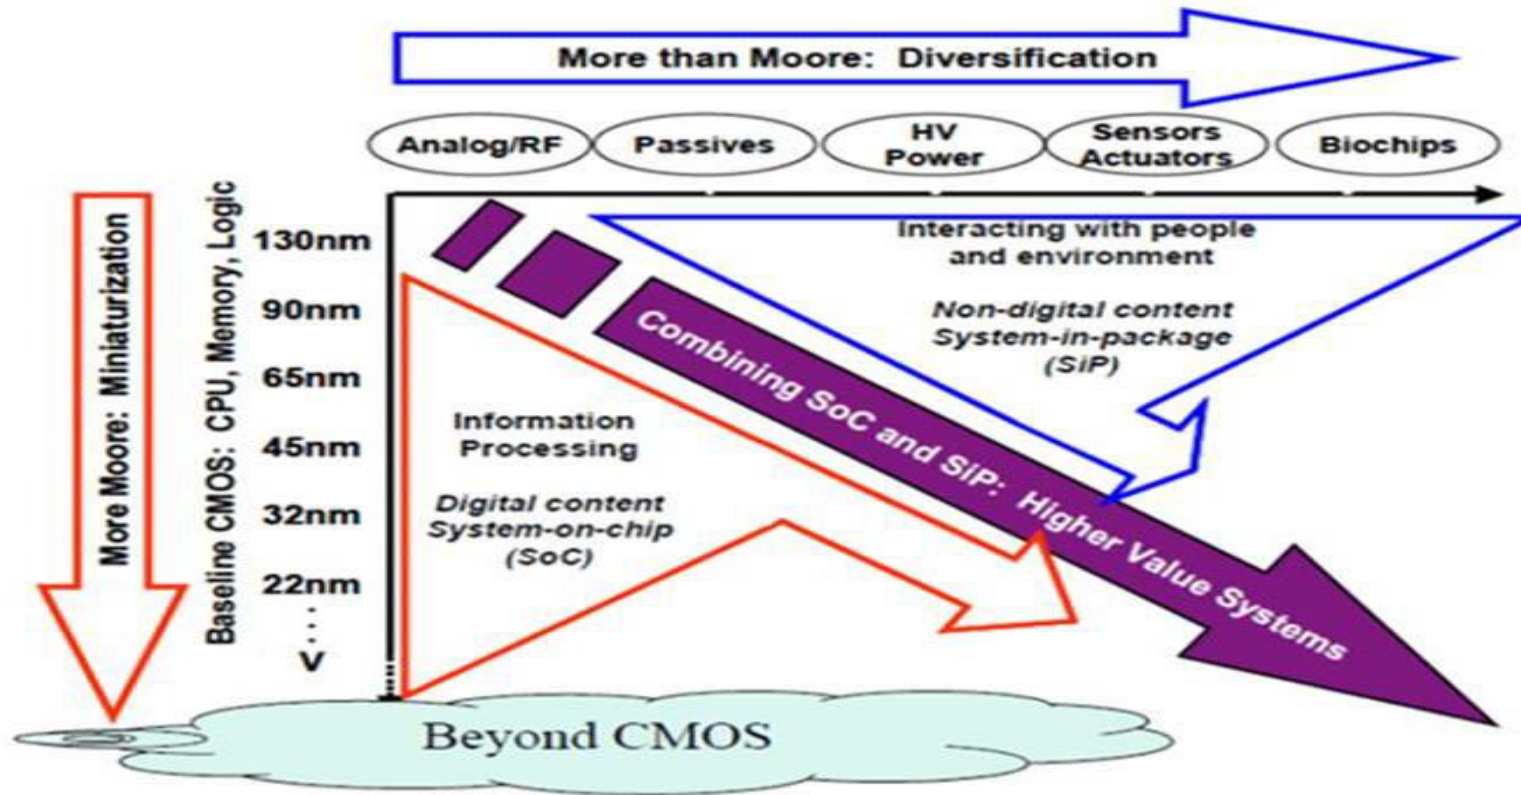 More than Moore: Diversification
Analog/RF
Passives
HV
Power
Sensors
Actuators
Biochips
More Moore: Miniaturization
Baseline CMOS: CPU, Memory, Logic
130nm
90nm
65nm
45nm
32nm
22nm
V
Interacting with people
and environment
Non-digital content
System-in-package
(SiP)
Combining SoC and SiP: Higher Value Systems
Information
Processing
Digital content
System-on-chip
(SoC)
Beyond CMOS